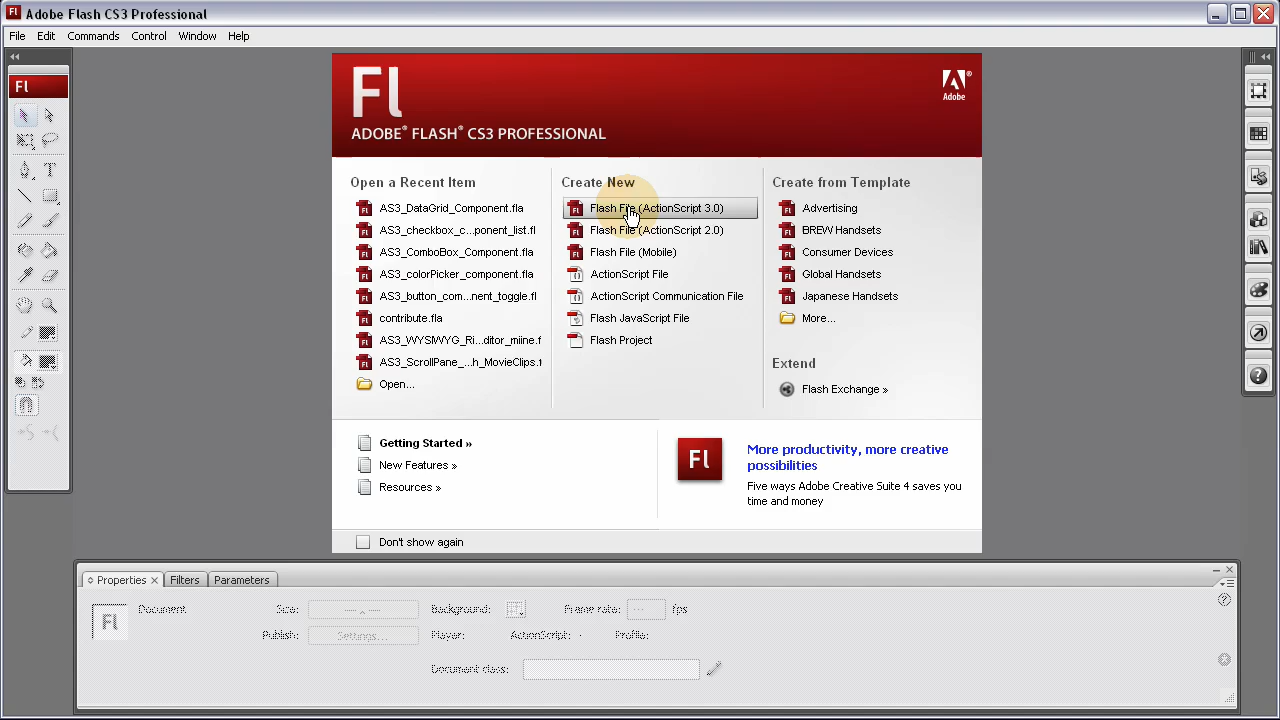 Adobe Flash CS3 Professional
File Edit Commands Control Window Help
Fl
Fl
Adobe
ADOBE® FLASH® CS3 PROFESSIONAL
Open a Recent Item
AS3_DataGrid_Component.fla
AS3_checkbox_c...ponent_list.fl
AS3_ComboBox_Component.fla
AS3_colorPicker_component.fla
AS3_button_com...nent_toggle.fl
contribute.fla
AS3_WYSIWYG_Ri...ditor_miine.f
AS3_ScrollPane_...h_MovieClips.f
Open...
Create New
Flash File (ActionScript 3.0)
Flash File (ActionScript 2.0)
Flash File (Mobile)
ActionScript File
ActionScript Communication File
Flash JavaScript File
Flash Project
Create from Template
Advertising
BREW Handsets
Consumer Devices
Global Handsets
Japanese Handsets
More...
Extend
Flash Exchange »
Getting Started »
New Features »
Resources »
Fl
More productivity, more creative
possibilities
Five ways Adobe Creative Suite 4 saves you
time and money
Don't show again
Properties Filters Parameters
Fl
Document
Size:
Background:
Frame rate: ... fps
Publish: Settings...
Player: ActionScript: Profile:
Document class: